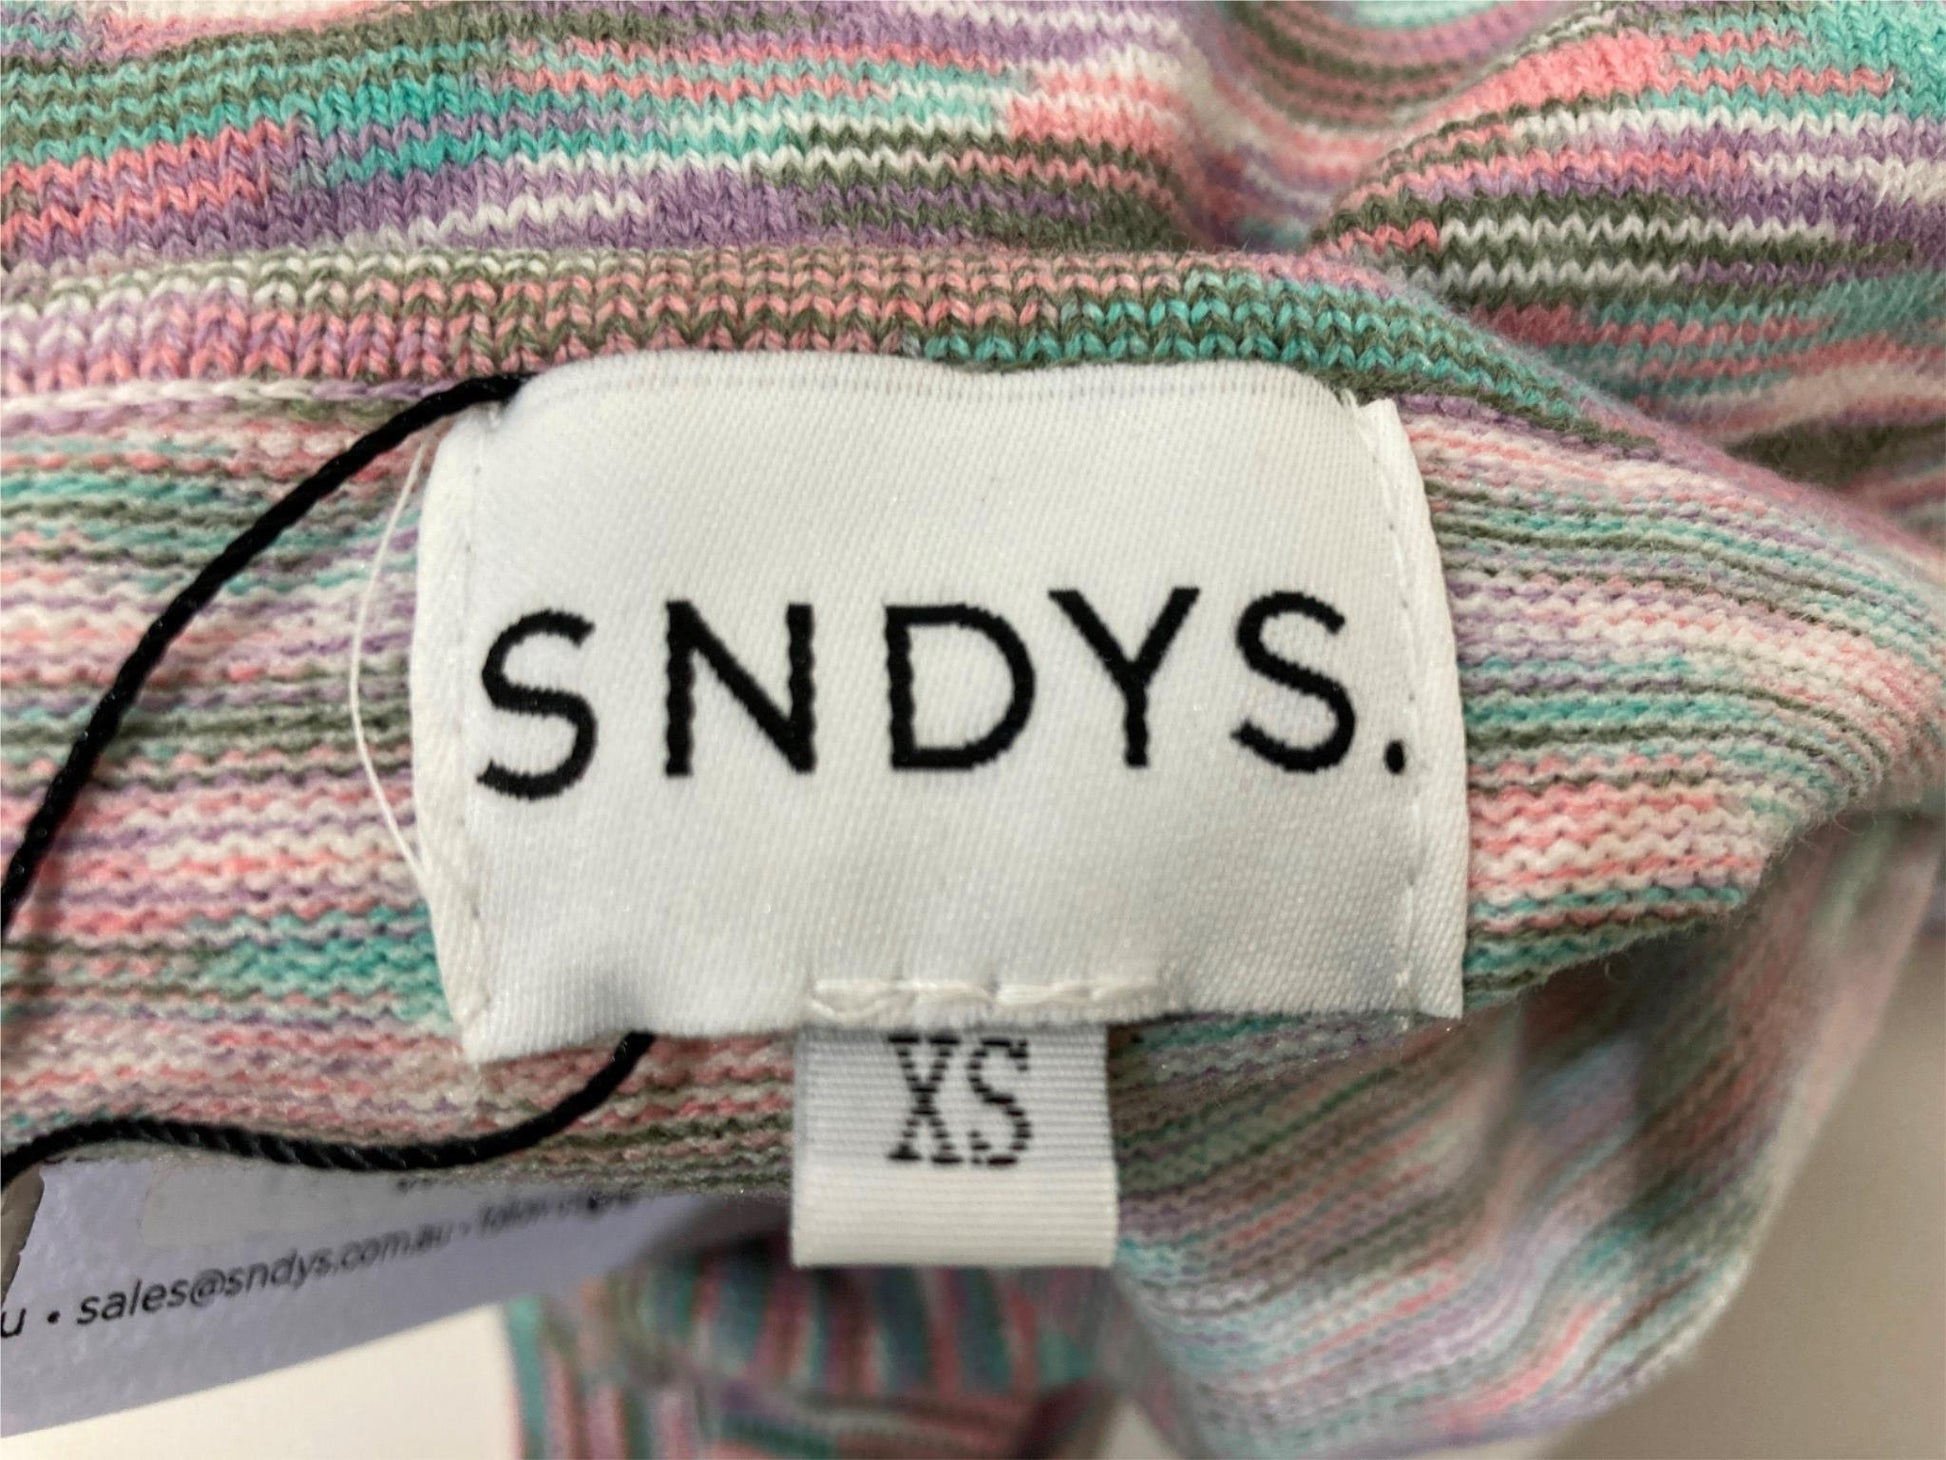 SNDYS.
XS
u • sales@sndys.com.au •